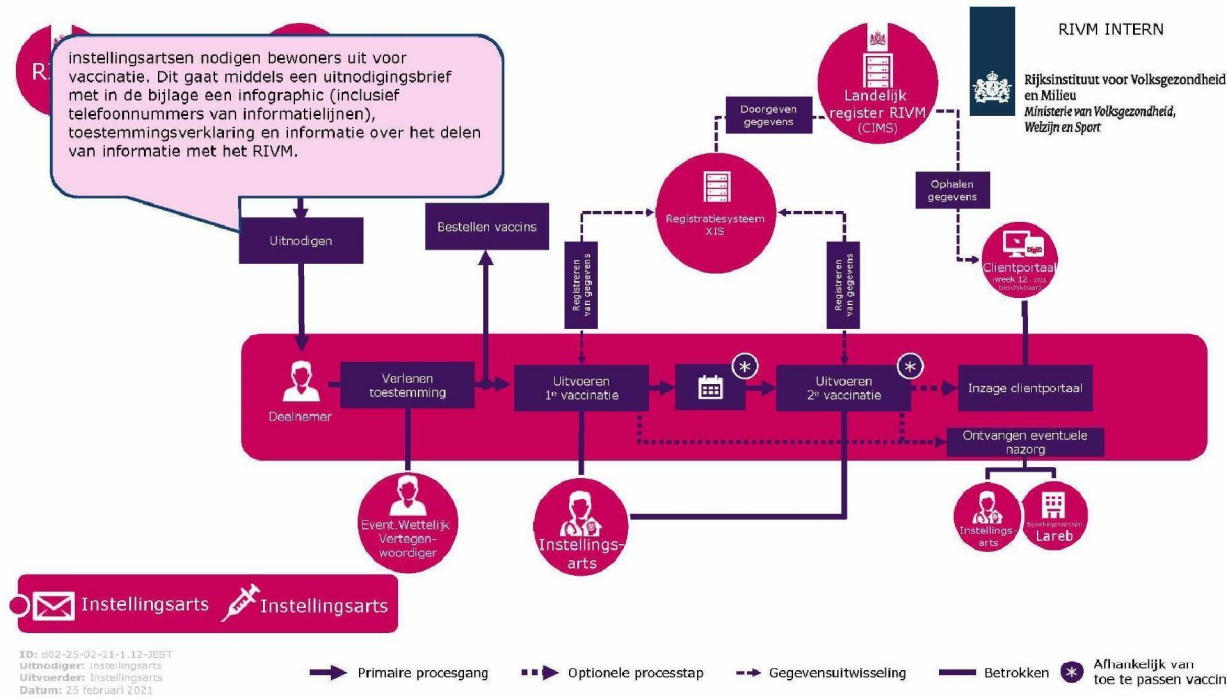 RIVM INTERN
Rijksinstituut voor Volksgezondheid
en Milieu
Ministerie van Volksgezondheid,
Welzijn en Sport
instellingsartsen nodigen bewoners uit voor
vaccinatie. Dit gaat middels een uitnodigingsbrief
met in de bijlage een infographic (inclusief
telefoonnummers van informatielijnen),
toestemmingsverklaring en informatie over het delen
van informatie met het RIVM.
Landelijk
register RIVM
(CIMS)
Doorgeven
gegevens
Registratiesysteem
XIS
Ophalen
gegevens
DigiD
Clientportaal
(week 12 - 2021
beschikbaar)
Uitnodigen
Bestellen vaccins
Registreren
van gegevens
Registreren
van gegevens
Deelnemer
Verlenen
toestemming
Uitvoeren
1e vaccinatie
*
Uitvoeren
2e vaccinatie
*
Inzage clientportaal
Ontvangen eventuele
nazorg
Event.Wettelijk
Vertegen-
woordiger
Instellings-
arts
Instellings-
arts
Bijwerkingencentrum
Lareb
Instellingsarts
Instellingsarts
ID: d02-25-02-21-1.12-JEST
Uitnodiger: Instellingsarts
Uitvoerder: Instellingsarts
Datum: 25 februari 2021
Primaire procesgang
Optionele processtap
Gegevensuitwisseling
Betrokken
* Afhankelijk van
toe te passen vaccin